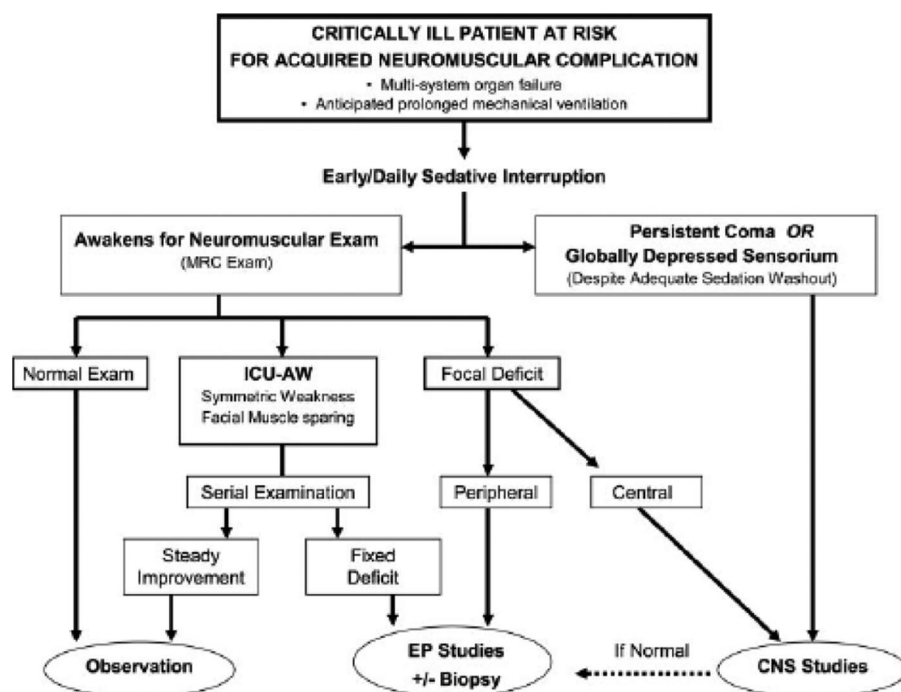 CRITICALLY ILL PATIENT AT RISK
FOR ACQUIRED NEUROMUSCULAR COMPLICATION
• Multi-system organ failure
• Anticipated prolonged mechanical ventilation
Early/Daily Sedative Interruption
Awakens for Neuromuscular Exam
(MRC Exam)
Persistent Coma OR
Globally Depressed Sensorium
(Despite Adequate Sedation Washout)
Normal Exam
ICU-AW
Symmetric Weakness
Facial Muscle sparing
Focal Deficit
Serial Examination
Peripheral
Central
Steady
Improvement
Fixed
Deficit
Observation
EP Studies
+/- Biopsy
If Normal
CNS Studies